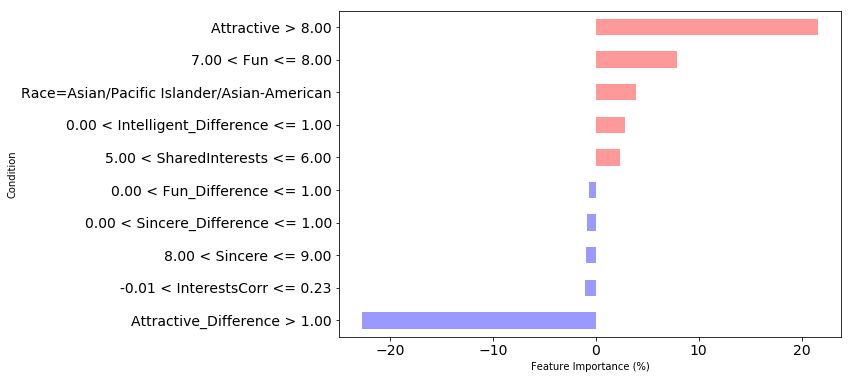 Attractive > 8.00
7.00 < Fun <= 8.00
Race=Asian/Pacific Islander/Asian-American
0.00 < Intelligent_Difference <= 1.00
5.00 < SharedInterests <= 6.00
0.00 < Fun_Difference <= 1.00
0.00 < Sincere_Difference <= 1.00
8.00 < Sincere <= 9.00
-0.01 < InterestsCorr <= 0.23
Attractive_Difference > 1.00
Condition
−20 −10 0 10 20
Feature Importance (%)